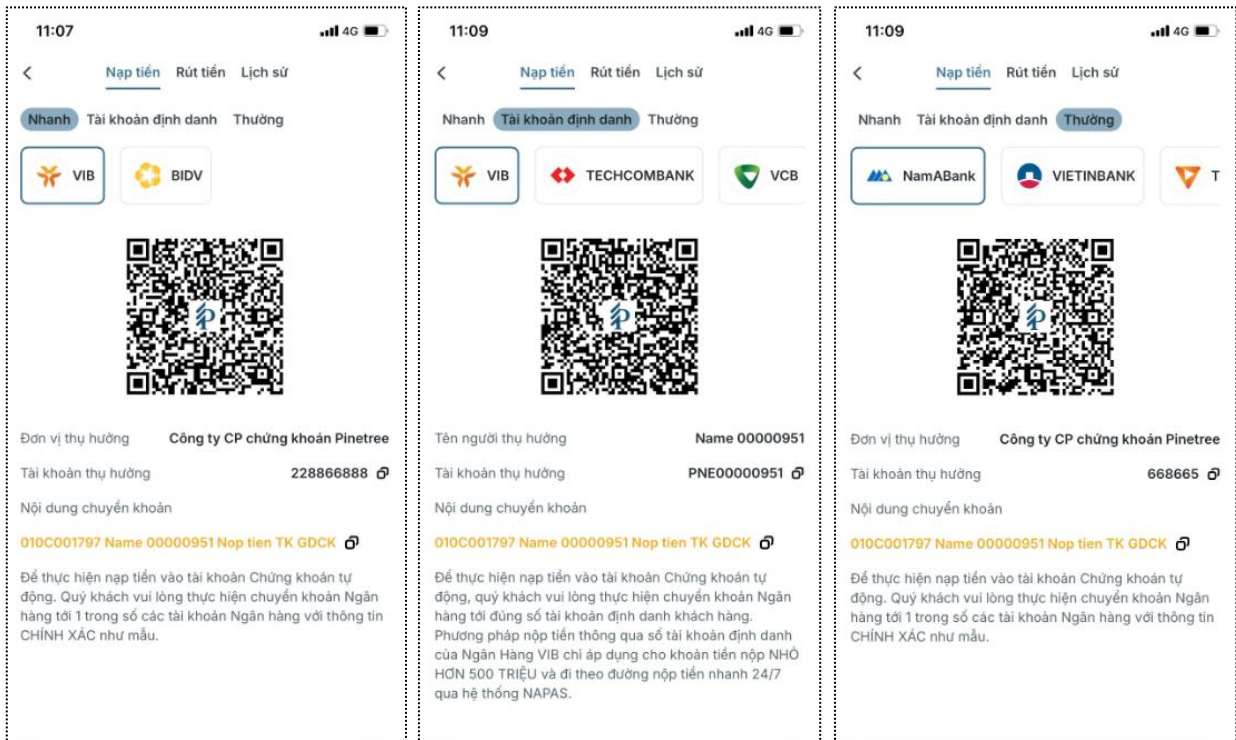 11:07
4G
Nạp tiền Rút tiền Lịch sử
Nhanh Tài khoản định danh Thường
VIB BIDV
Đơn vị thụ hưởng Công ty CP chứng khoán Pinetree
Tài khoản thụ hưởng 228866888
Nội dung chuyển khoản
010C001797 Name 00000951 Nop tien TK GDCK
Để thực hiện nạp tiền vào tài khoản Chứng khoán tự
động. Quý khách vui lòng thực hiện chuyển khoản Ngân
hàng tới 1 trong số các tài khoản Ngân hàng với thông tin
CHÍNH XÁC như mẫu.
11:09
4G
Nạp tiền Rút tiền Lịch sử
Nhanh Tài khoản định danh Thường
VIB TECHCOMBANK VCB
Tên người thụ hưởng Name 00000951
Tài khoản thụ hưởng PNE00000951
Nội dung chuyển khoản
010C001797 Name 00000951 Nop tien TK GDCK
Để thực hiện nạp tiền vào tài khoản Chứng khoán tự
động, quý khách vui lòng thực hiện chuyển khoản Ngân
hàng tới đúng số tài khoản định danh khách hàng.
Phương pháp nộp tiền thông qua số tài khoản định danh
của Ngân Hàng VIB chỉ áp dụng cho khoản tiền nộp NHỎ
HƠN 500 TRIỆU và đi theo đường nộp tiền nhanh 24/7
qua hệ thống NAPAS.
11:09
4G
Nạp tiền Rút tiền Lịch sử
Nhanh Tài khoản định danh Thường
NamABank VIETINBANK T
Đơn vị thụ hưởng Công ty CP chứng khoán Pinetree
Tài khoản thụ hưởng 668665
Nội dung chuyển khoản
010C001797 Name 00000951 Nop tien TK GDCK
Để thực hiện nạp tiền vào tài khoản Chứng khoán tự
động. Quý khách vui lòng thực hiện chuyển khoản Ngân
hàng tới 1 trong số các tài khoản Ngân hàng với thông tin
CHÍNH XÁC như mẫu.